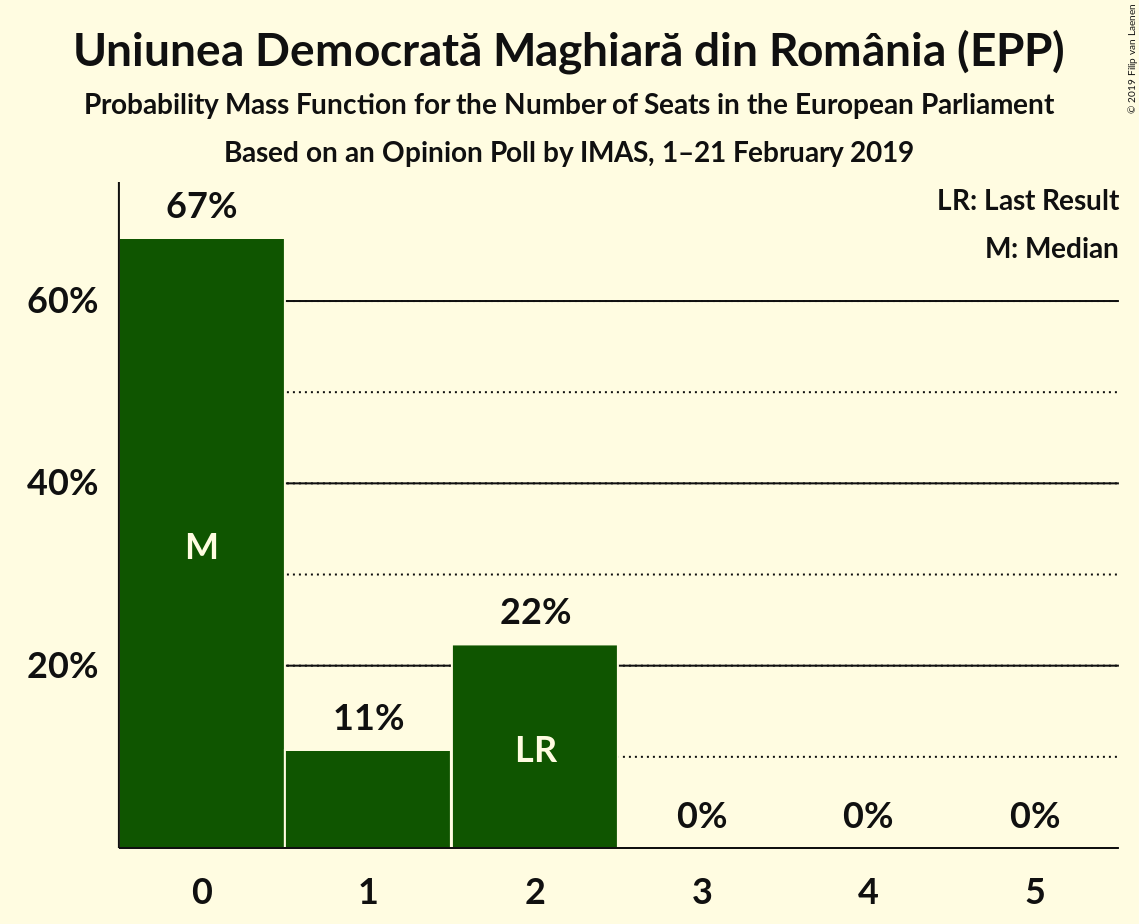 Uniunea Democrată Maghiară din România (EPP)
Probability Mass Function for the Number of Seats in the European Parliament
Based on an Opinion Poll by IMAS, 1–21 February 2019
© 2019 Filip van Laenen
LR: Last Result
M: Median
67%
60%
40%
M
22%
20%
11%
LR
0% 0% 0%
0 1 2 3 4 5